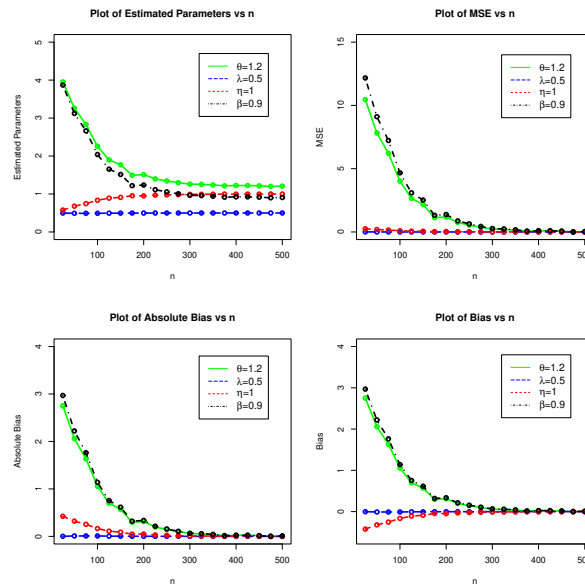 Plot of Estimated Parameters vs n
Estimated Parameters
0 1 2 3 4 5
θ=1.2
λ=0.5
η=1
β=0.9
100 200 300 400 500
n
Plot of MSE vs n
MSE
0 5 10 15
θ=1.2
λ=0.5
η=1
β=0.9
100 200 300 400 500
n
Plot of Absolute Bias vs n
Absolute Bias
0 1 2 3 4
θ=1.2
λ=0.5
η=1
β=0.9
100 200 300 400 500
n
Plot of Bias vs n
Bias
0 1 2 3 4
θ=1.2
λ=0.5
η=1
β=0.9
100 200 300 400 500
n